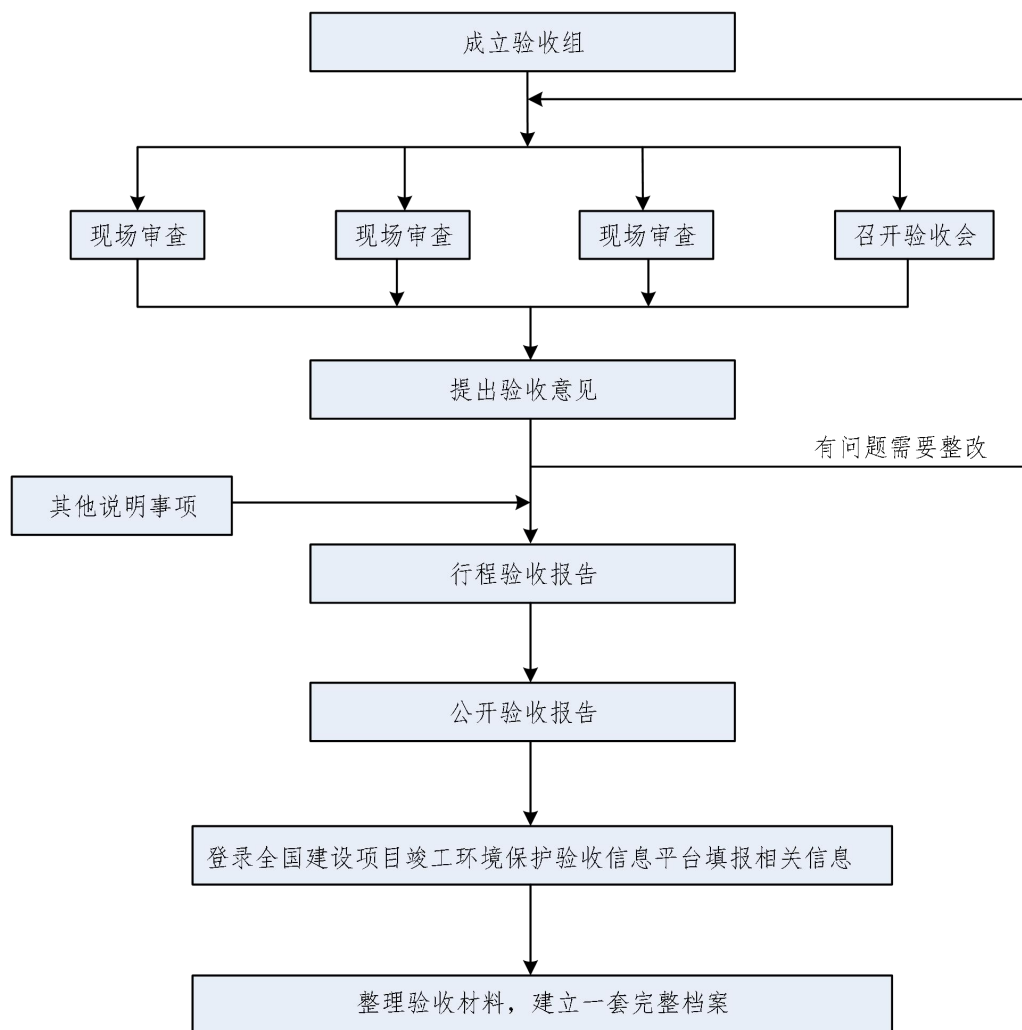 成立验收组
现场审查
现场审查
现场审查
召开验收会
提出验收意见
有问题需要整改
其他说明事项
行程验收报告
公开验收报告
登录全国建设项目竣工环境保护验收信息平台填报相关信息
整理验收材料，建立一套完整档案